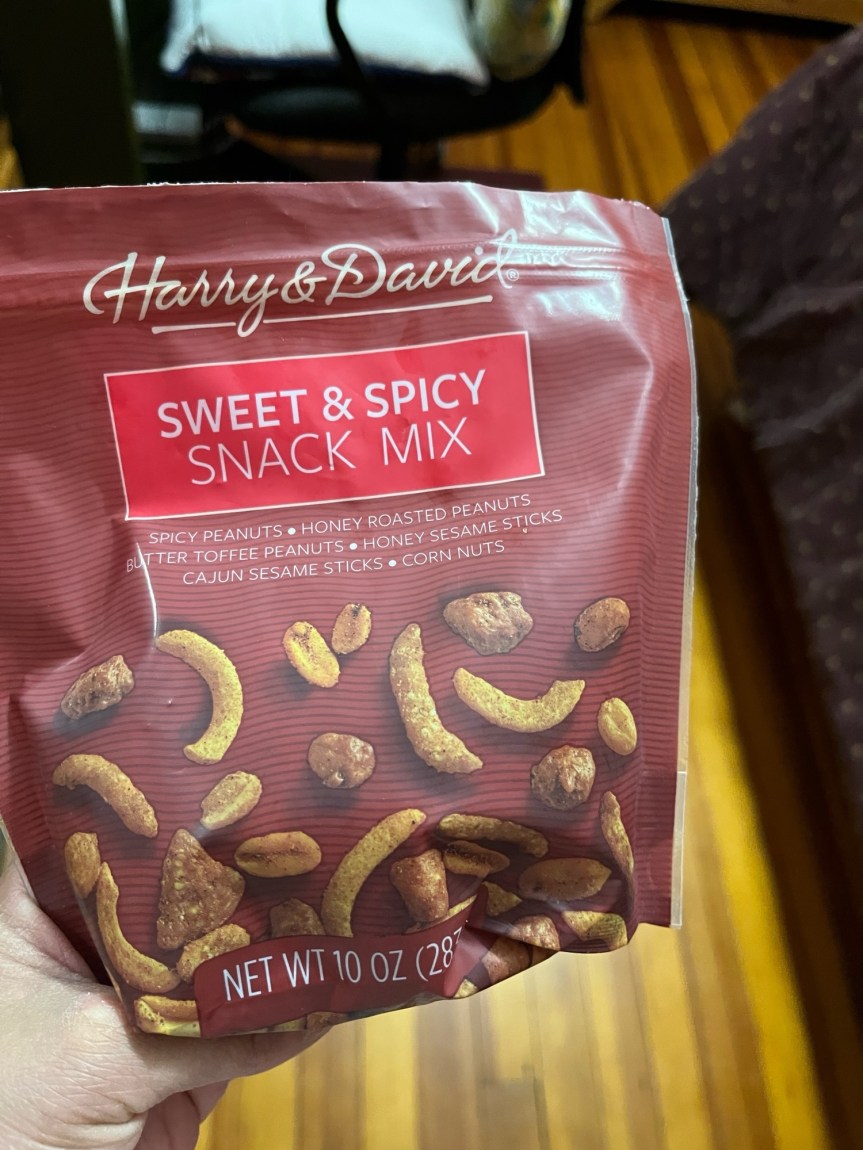 Harry & David®
SWEET & SPICY
SNACK MIX
SPICY PEANUTS • HONEY ROASTED PEANUTS
BUTTER TOFFEE PEANUTS • HONEY SESAME STICKS
CAJUN SESAME STICKS • CORN NUTS
NET WT 10 OZ (283